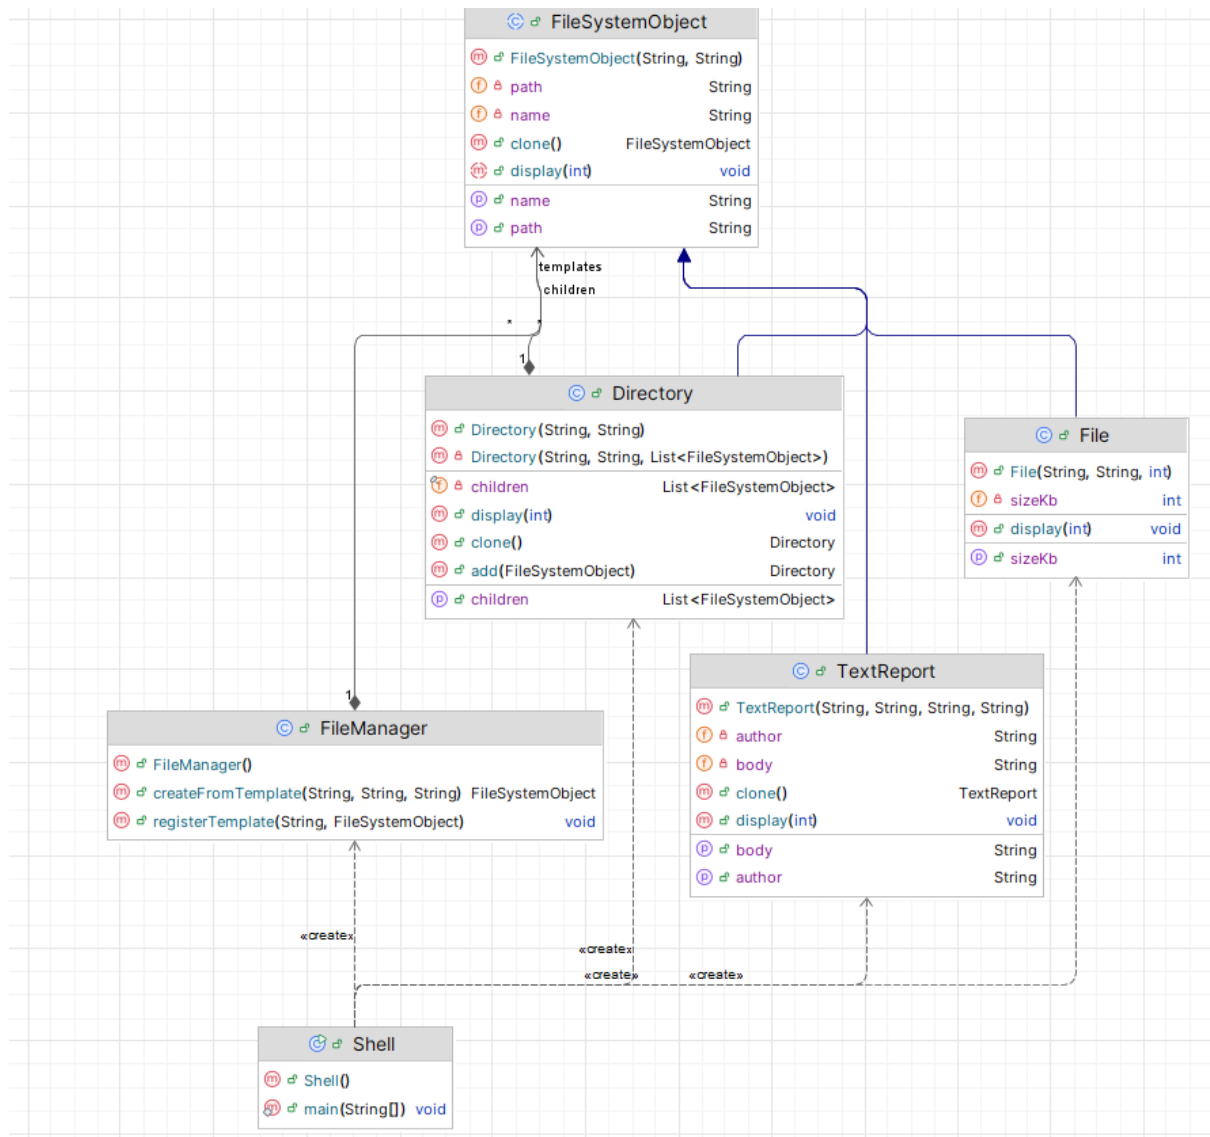 FileSystemObject
FileSystemObject(String, String)
path String
name String
clone() FileSystemObject
display(int) void
name String
path String
templates
children
* *
1
Directory
Directory(String, String)
Directory(String, String, List<FileSystemObject>)
children List<FileSystemObject>
display(int) void
clone() Directory
add(FileSystemObject) Directory
children List<FileSystemObject>
File
File(String, String, int)
sizeKb int
display(int) void
sizeKb int
TextReport
TextReport(String, String, String, String)
author String
body String
clone() TextReport
display(int) void
body String
author String
1
FileManager
FileManager()
createFromTemplate(String, String, String) FileSystemObject
registerTemplate(String, FileSystemObject) void
«create»
«create»
«create» «create»
Shell
Shell()
main(String[]) void